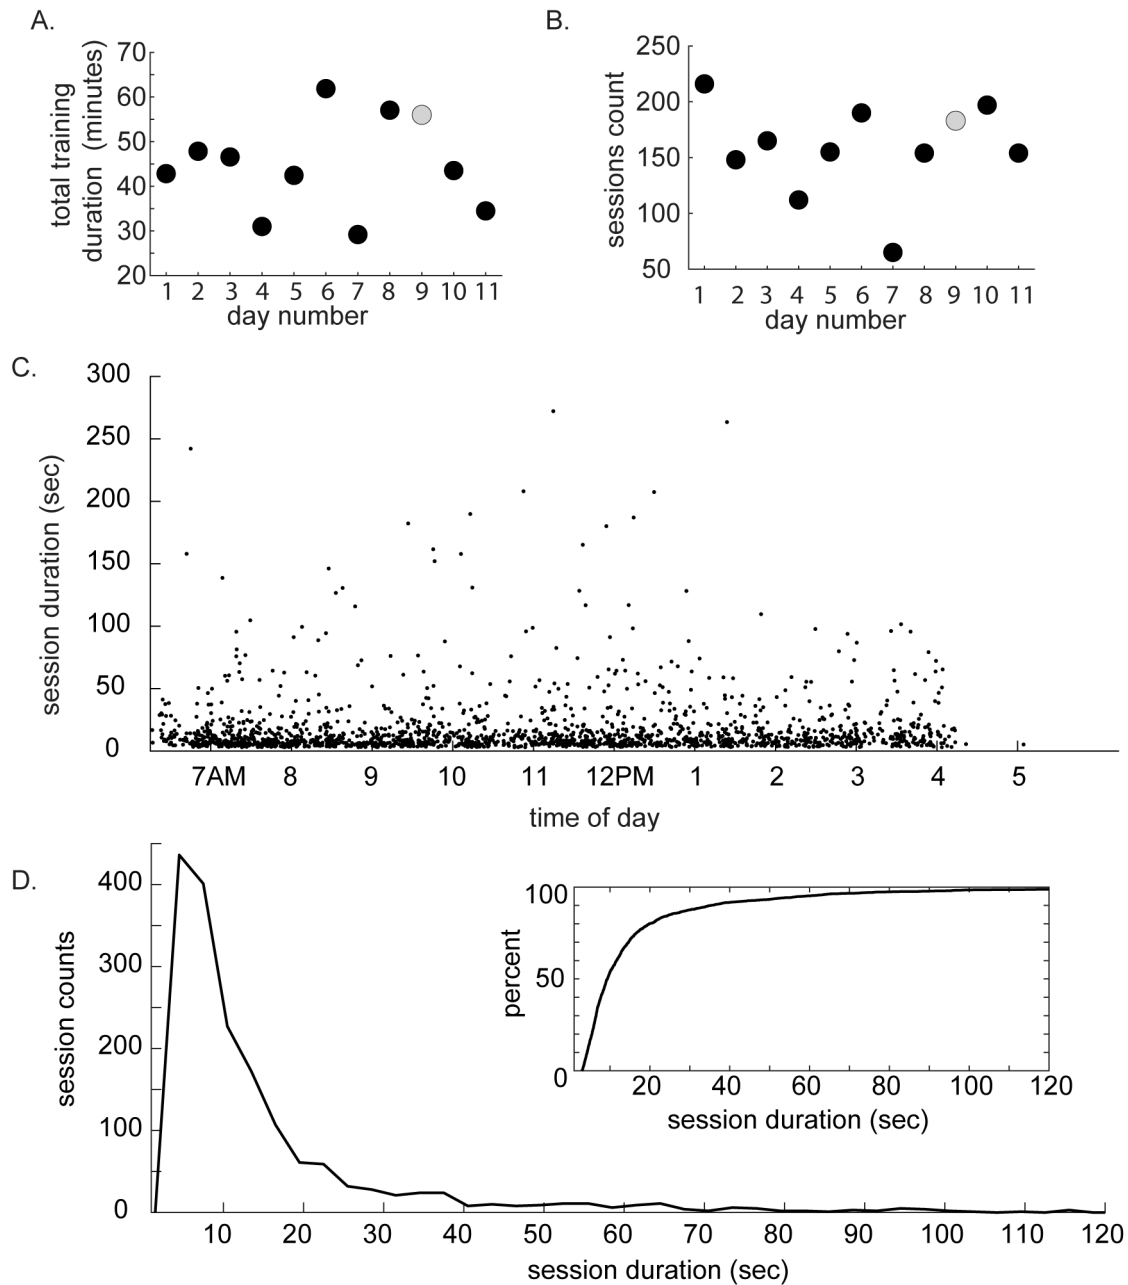 A.
total training
duration (minutes)
70
60
50
40
30
20
1 2 3 4 5 6 7 8 9 10 11
day number
B.
sessions count
250
200
150
100
50
1 2 3 4 5 6 7 8 9 10 11
day number
C.
session duration (sec)
300
250
200
150
100
50
0
7AM 8 9 10 11 12PM 1 2 3 4 5
time of day
D.
session counts
400
300
200
100
0
10 20 30 40 50 60 70 80 90 100 110 120
session duration (sec)
percent
100
50
0
20 40 60 80 100 120
session duration (sec)